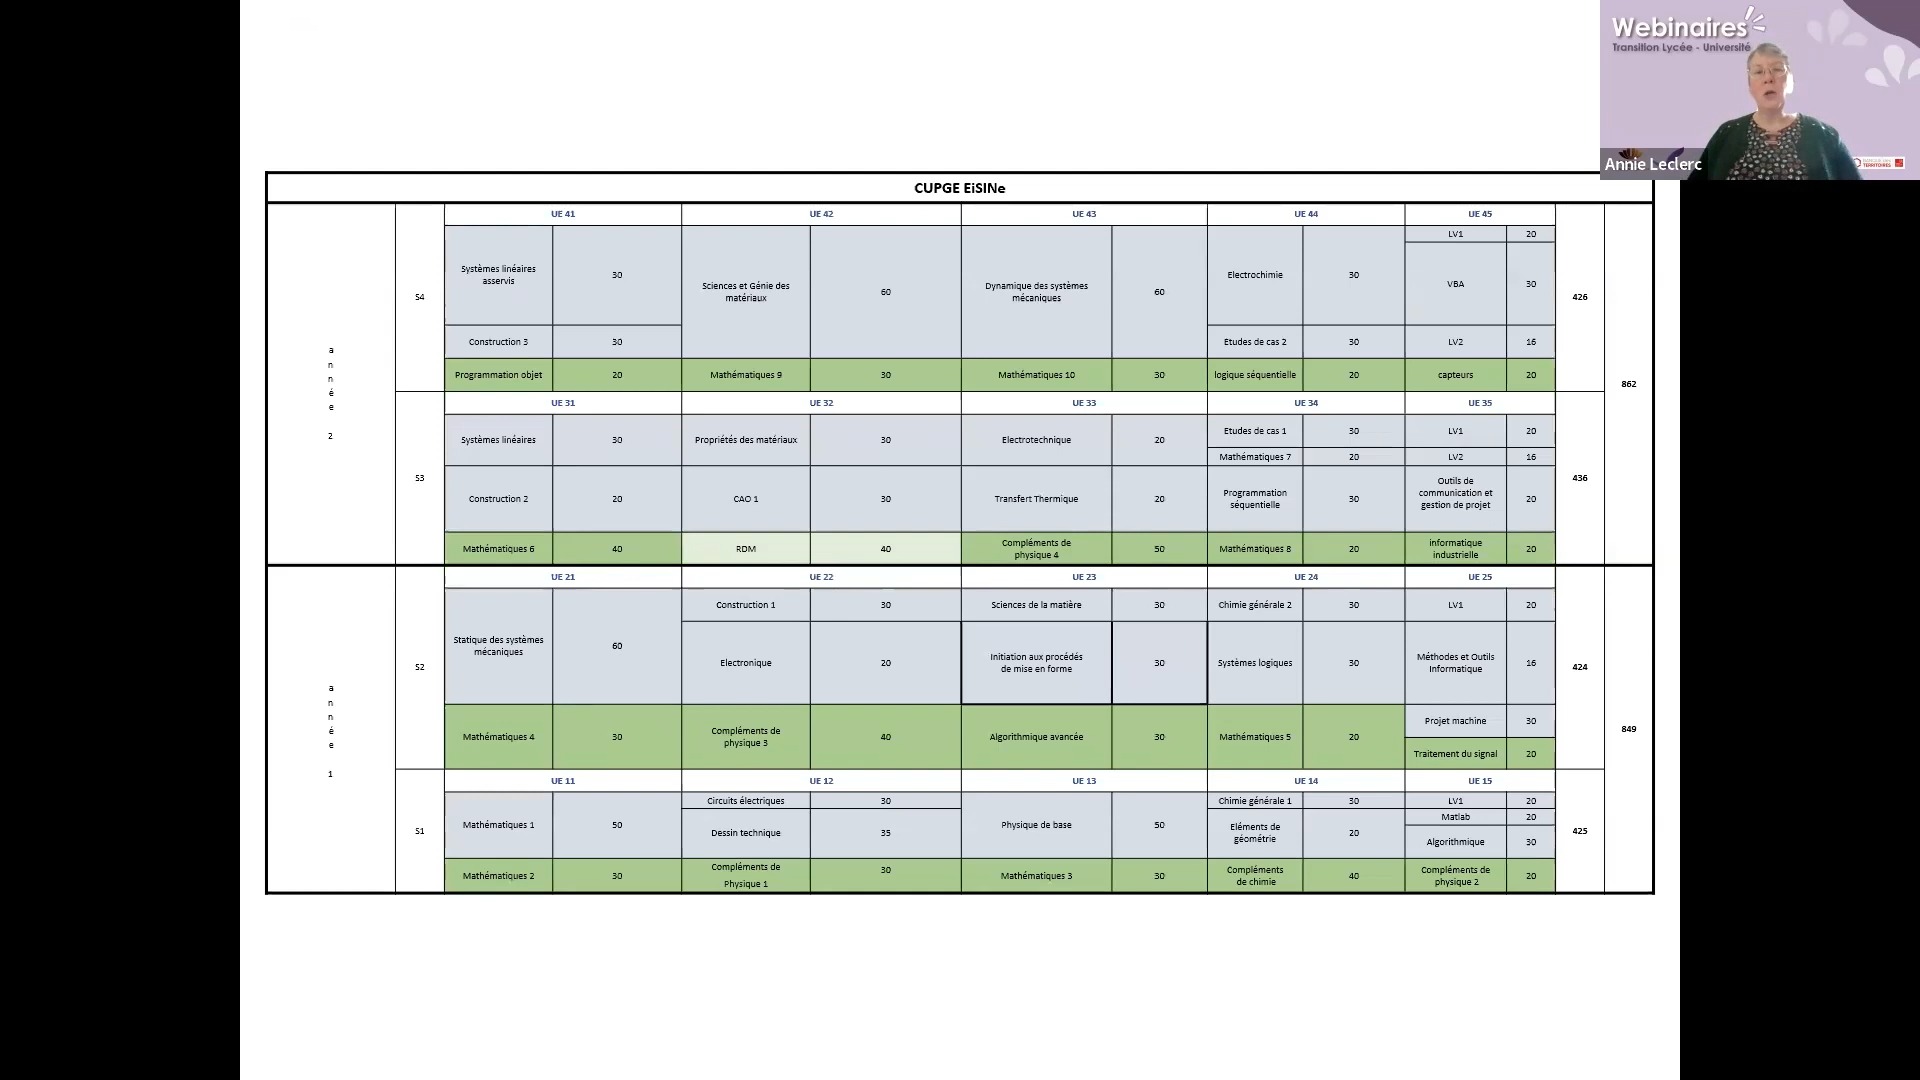 Webinaires
Transition Lycée - Université
Annie Leclerc
TERRITOIRES
CUPGE EiSINe
UE 41 UE 42 UE 43 UE 44 UE 45
LV1 20
Systèmes linéaires
asservis
30
Sciences et Génie des
matériaux
60
Dynamique des systèmes
mécaniques
60
Electrochimie 30
VBA 30
S4
426
Construction 3 30
Etudes de cas 2 30
LV2 16
Programmation objet 20
Mathématiques 9 30
Mathématiques 10 30
logique séquentielle 20
capteurs 20
année 2
862
UE 31 UE 32 UE 33 UE 34 UE 35
Systèmes linéaires 30
Propriétés des matériaux 30
Electrotechnique 20
Etudes de cas 1 30
LV1 20
Mathématiques 7 20
LV2 16
S3
436
Construction 2 20
CAO 1 30
Transfert Thermique 20
Programmation
séquentielle
30
Outils de
communication et
gestion de projet
20
Mathématiques 6 40
RDM 40
Compléments de
physique 4
50
Mathématiques 8 20
informatique
industrielle
20
UE 21 UE 22 UE 23 UE 24 UE 25
Statique des systèmes
mécaniques
60
Construction 1 30
Sciences de la matière 30
Chimie générale 2 30
LV1 20
S2
424
Electronique 20
Initiation aux procédés
de mise en forme
30
Systèmes logiques 30
Méthodes et Outils
Informatique
16
Projet machine 30
Mathématiques 4 30
Compléments de
physique 3
40
Algorithmique avancée 30
Mathématiques 5 20
Traitement du signal 20
année 1
849
UE 11 UE 12 UE 13 UE 14 UE 15
Mathématiques 1 50
Circuits électriques 30
Dessin technique 35
Physique de base 50
Chimie générale 1 30
Eléments de
géométrie
20
LV1 20
Matlab 20
Algorithmique 30
S1
425
Mathématiques 2 30
Compléments de
Physique 1
30
Mathématiques 3 30
Compléments
de chimie
40
Compléments de
physique 2
20